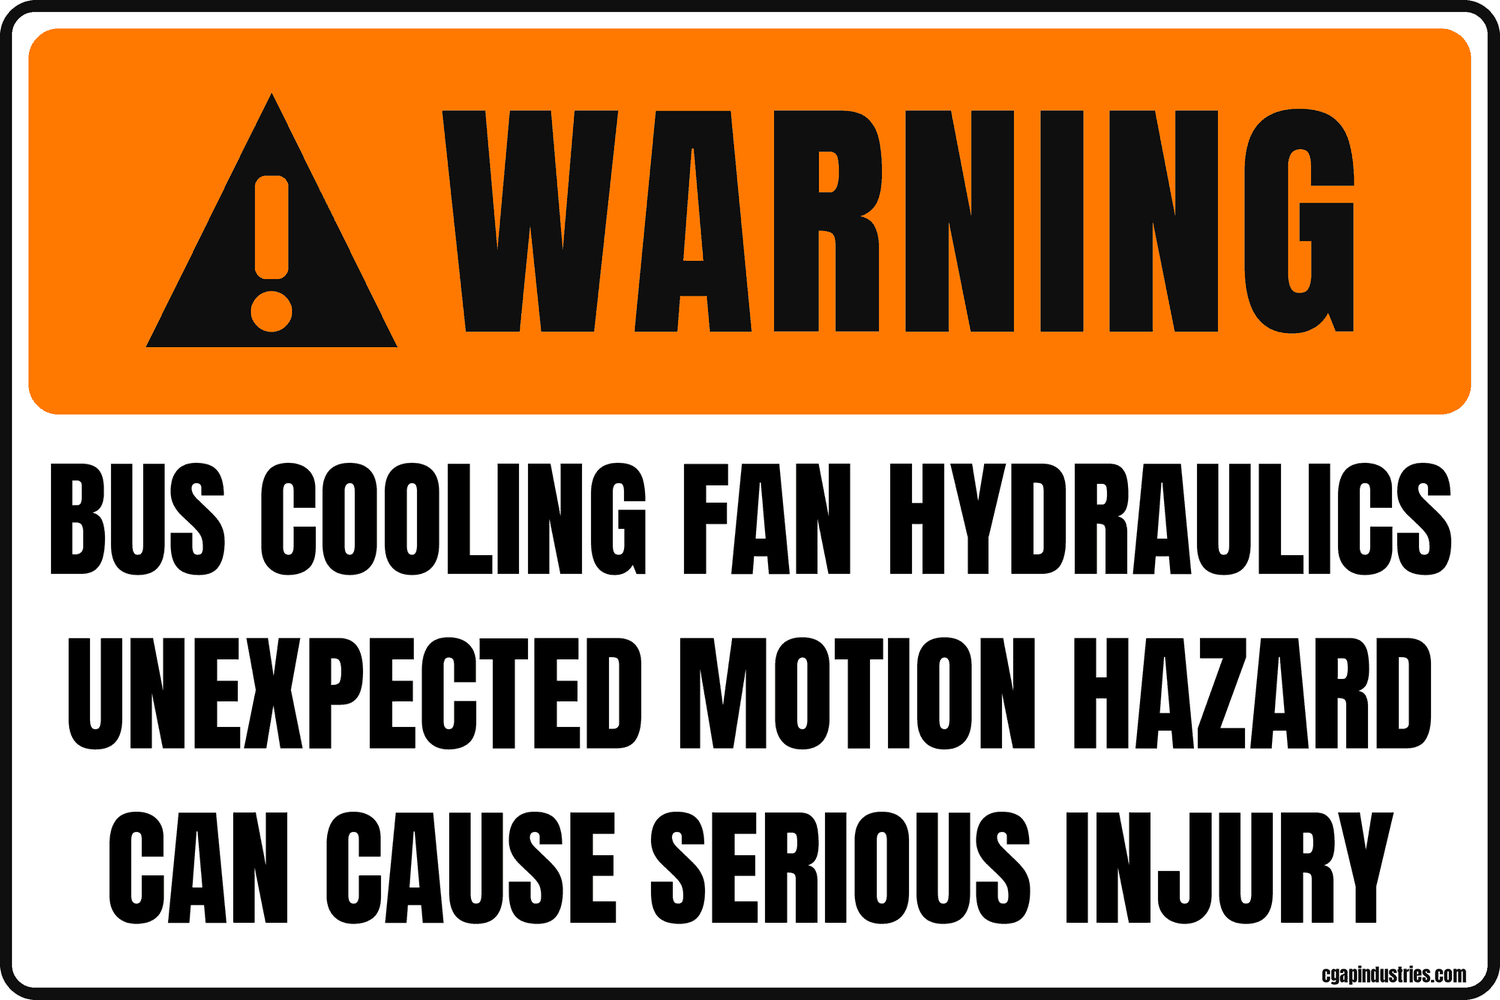 WARNING
BUS COOLING FAN HYDRAULICS
UNEXPECTED MOTION HAZARD
CAN CAUSE SERIOUS INJURY
cgapindustries.com